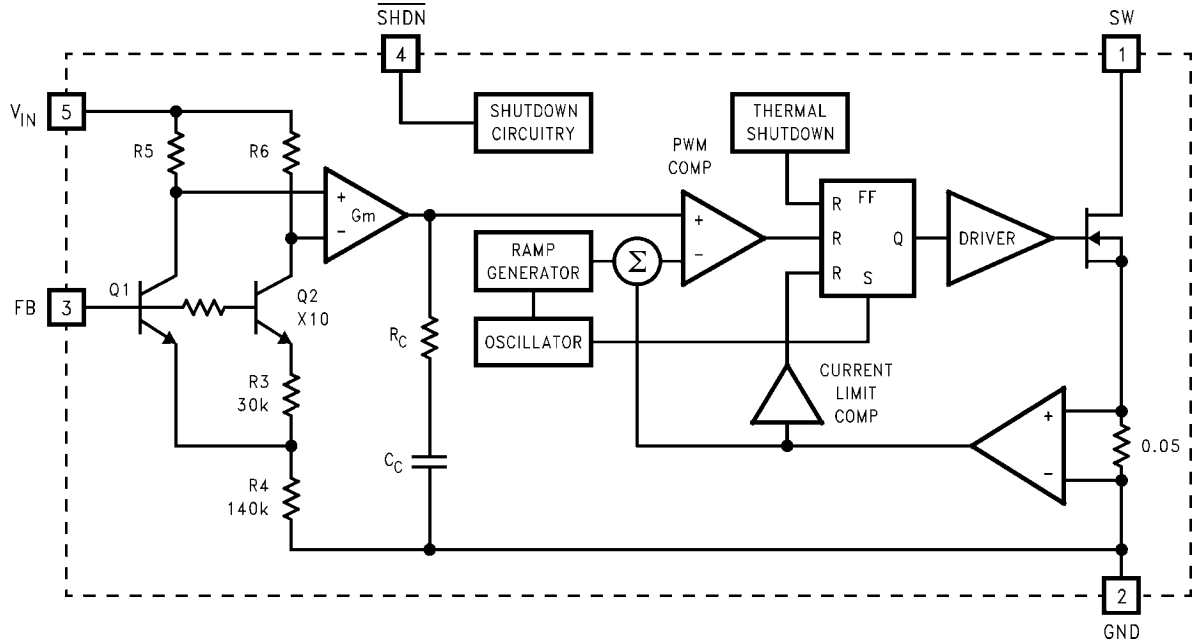 SHDN
SW
4
1
V_IN
5
SHUTDOWN
CIRCUITRY
THERMAL
SHUTDOWN
R5
R6
PWM
COMP
+
Gm
−
+
−
R
FF
R
Q
R
S
DRIVER
RAMP
GENERATOR
Σ
OSCILLATOR
FB
3
Q1
Q2
X10
R_C
R3
30k
CURRENT
LIMIT
COMP
+
−
0.05
C_C
R4
140k
2
GND